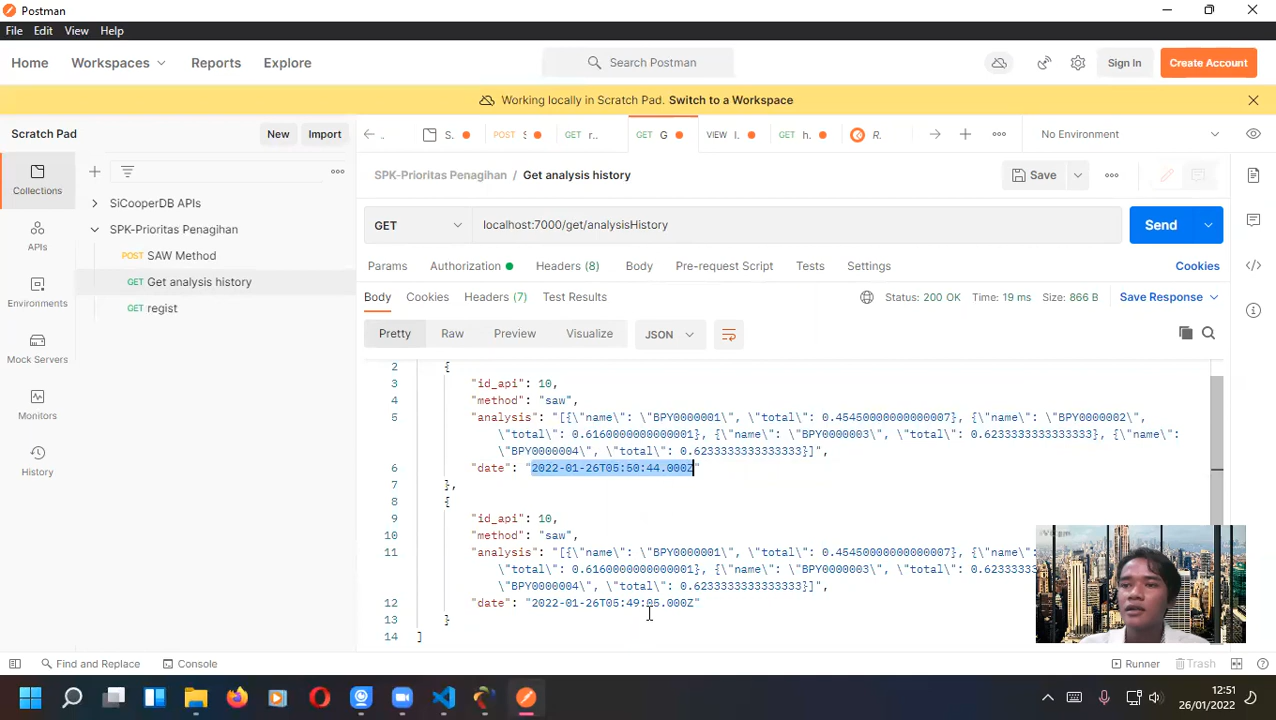 Postman
File Edit View Help
Home Workspaces Reports Explore Search Postman Sign In Create Account
Working locally in Scratch Pad. Switch to a Workspace
Scratch Pad New Import
Collections
APIs
Environments
Mock Servers
Monitors
History
SiCooperDB APIs
SPK-Prioritas Penagihan
POST SAW Method
GET Get analysis history
GET regist
S. POST S GET r.. GET G VIEW I. GET h. R. No Environment
SPK-Prioritas Penagihan / Get analysis history Save
GET localhost:7000/get/analysisHistory Send
Params Authorization Headers (8) Body Pre-request Script Tests Settings Cookies
Body Cookies Headers (7) Test Results Status: 200 OK Time: 19 ms Size: 866 B Save Response
Pretty Raw Preview Visualize JSON
2 {
3 "id_api": 10,
4 "method": "saw",
5 "analysis": "[{\"name\": \"BPY0000001\", \"total\": 0.45450000000000007}, {\"name\": \"BPY0000002\",
\"total\": 0.6160000000000001}, {\"name\": \"BPY0000003\", \"total\": 0.6233333333333333}, {\"name\":
\"BPY0000004\", \"total\": 0.6233333333333333}]",
6 "date": "2022-01-26T05:50:44.000Z"
7 },
8 {
9 "id_api": 10,
10 "method": "saw",
11 "analysis": "[{\"name\": \"BPY0000001\", \"total\": 0.45450000000000007}, {\"name
\"total\": 0.6160000000000001}, {\"name\": \"BPY0000003\", \"total\": 0.62333
\"BPY0000004\", \"total\": 0.6233333333333333}]",
12 "date": "2022-01-26T05:49:05.000Z"
13 }
14 ]
Find and Replace Console Runner Trash
12:51
26/01/2022